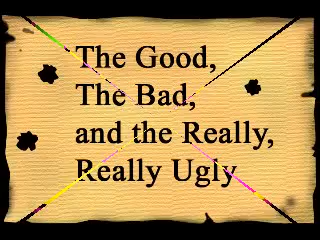 The Good,
The Bad,
and the Really,
Really Ugly